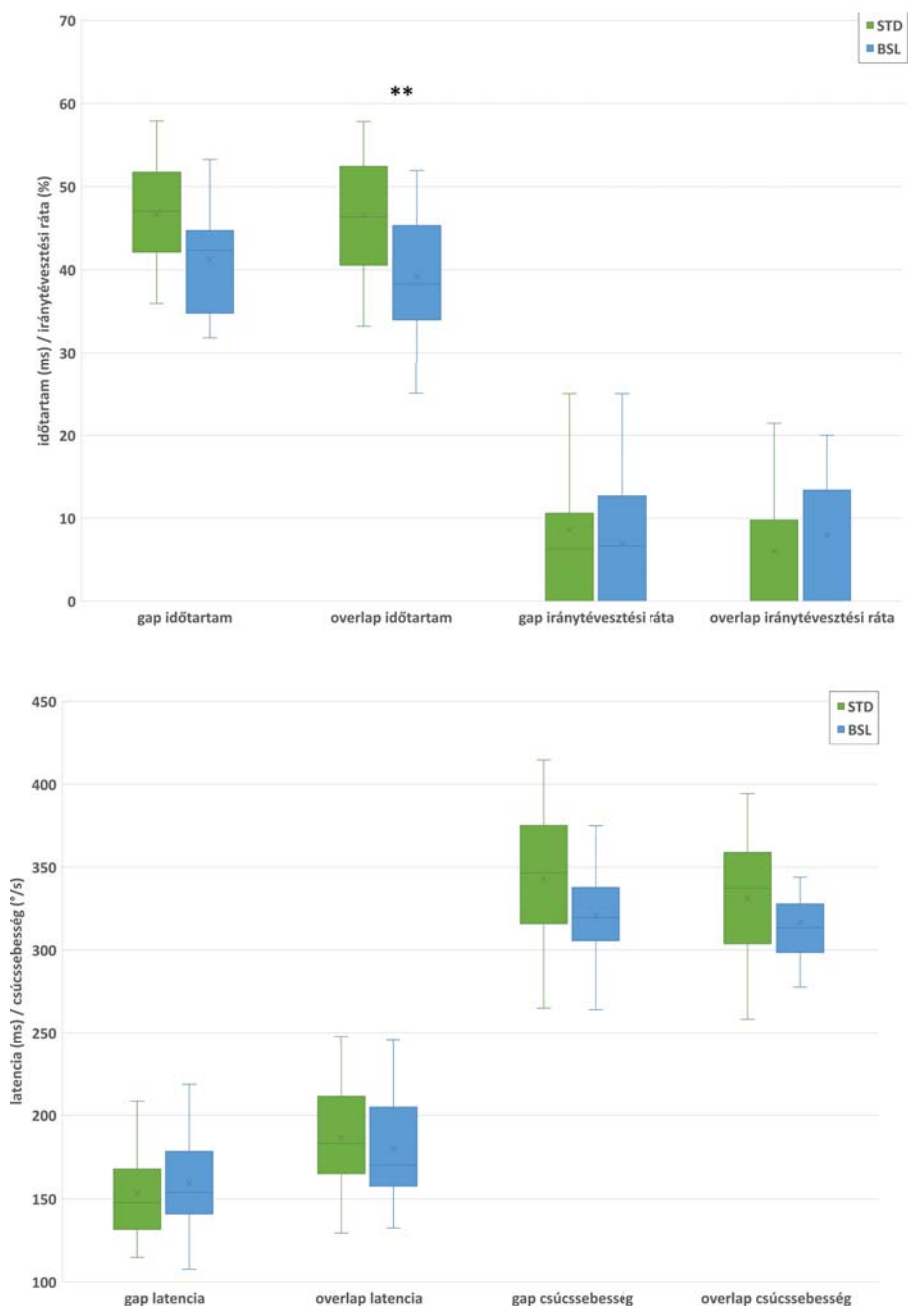 70
60
50
40
30
20
10
0
időtartam (ms) / iránytévesztési ráta (%)
STD
BSL
**
gap időtartam
overlap időtartam
gap iránytévesztési ráta
overlap iránytévesztési ráta
450
400
350
300
250
200
150
100
latencia (ms) / csúcssebesség (°/s)
STD
BSL
gap latencia
overlap latencia
gap csúcssebesség
overlap csúcssebesség